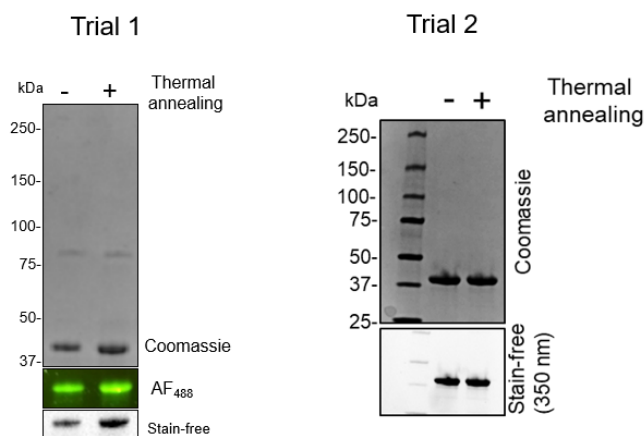 Trial 1
kDa
- +
Thermal
annealing
250-
150-
100-
75-
50-
37-
Coomassie
AF488
Stain-free
Trial 2
kDa
- +
Thermal
annealing
250-
150-
100-
75-
50-
37-
25-
Coomassie
Stain-free
(350 nm)